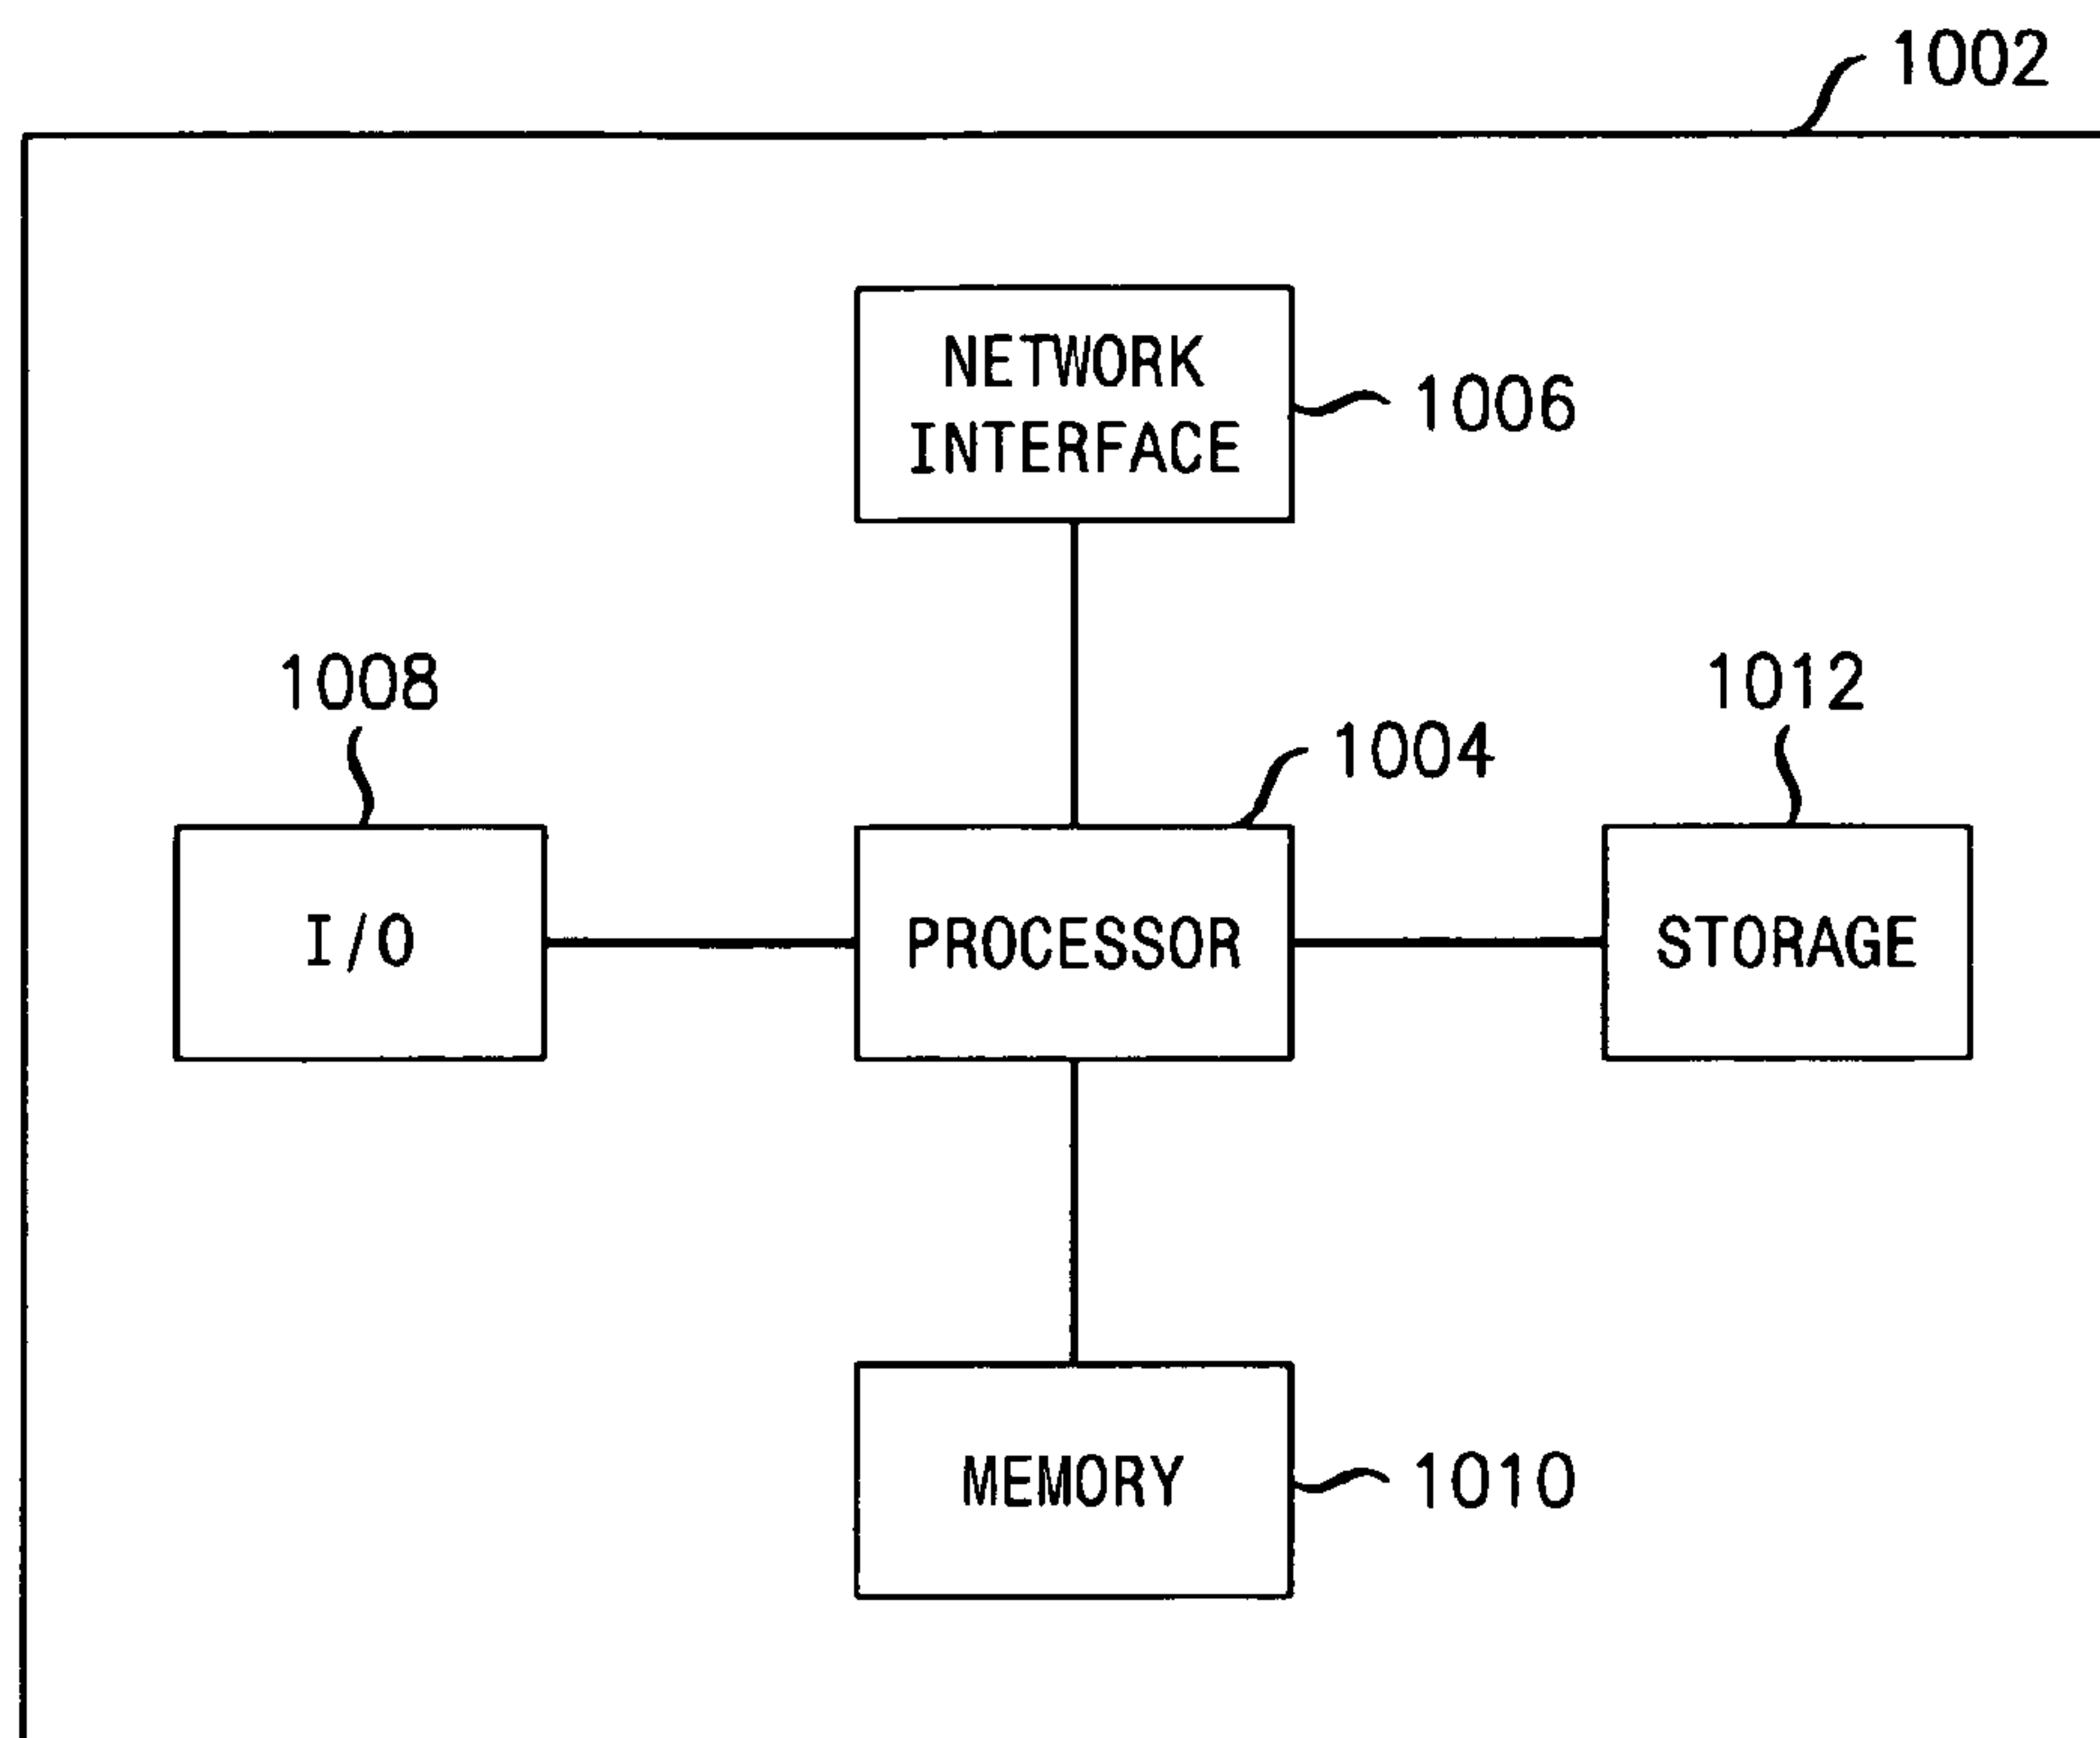 1002
NETWORK
INTERFACE
1006
1008
1004
1012
I/O
PROCESSOR
STORAGE
MEMORY
1010